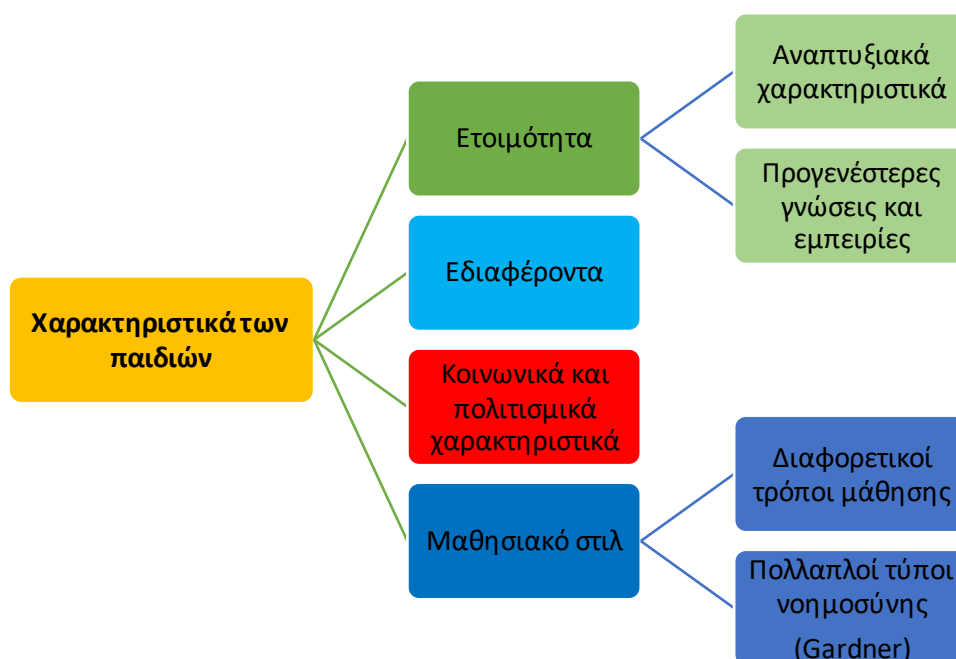 Χαρακτηριστικά των
παιδιών
Ετοιμότητα
Αναπτυξιακά
χαρακτηριστικά
Προγενέστερες
γνώσεις και
εμπειρίες
Εδιαφέροντα
Κοινωνικά και
πολιτισμικά
χαρακτηριστικά
Μαθησιακό στιλ
Διαφορετικοί
τρόποι μάθησης
Πολλαπλοί τύποι
νοημοσύνης
(Gardner)